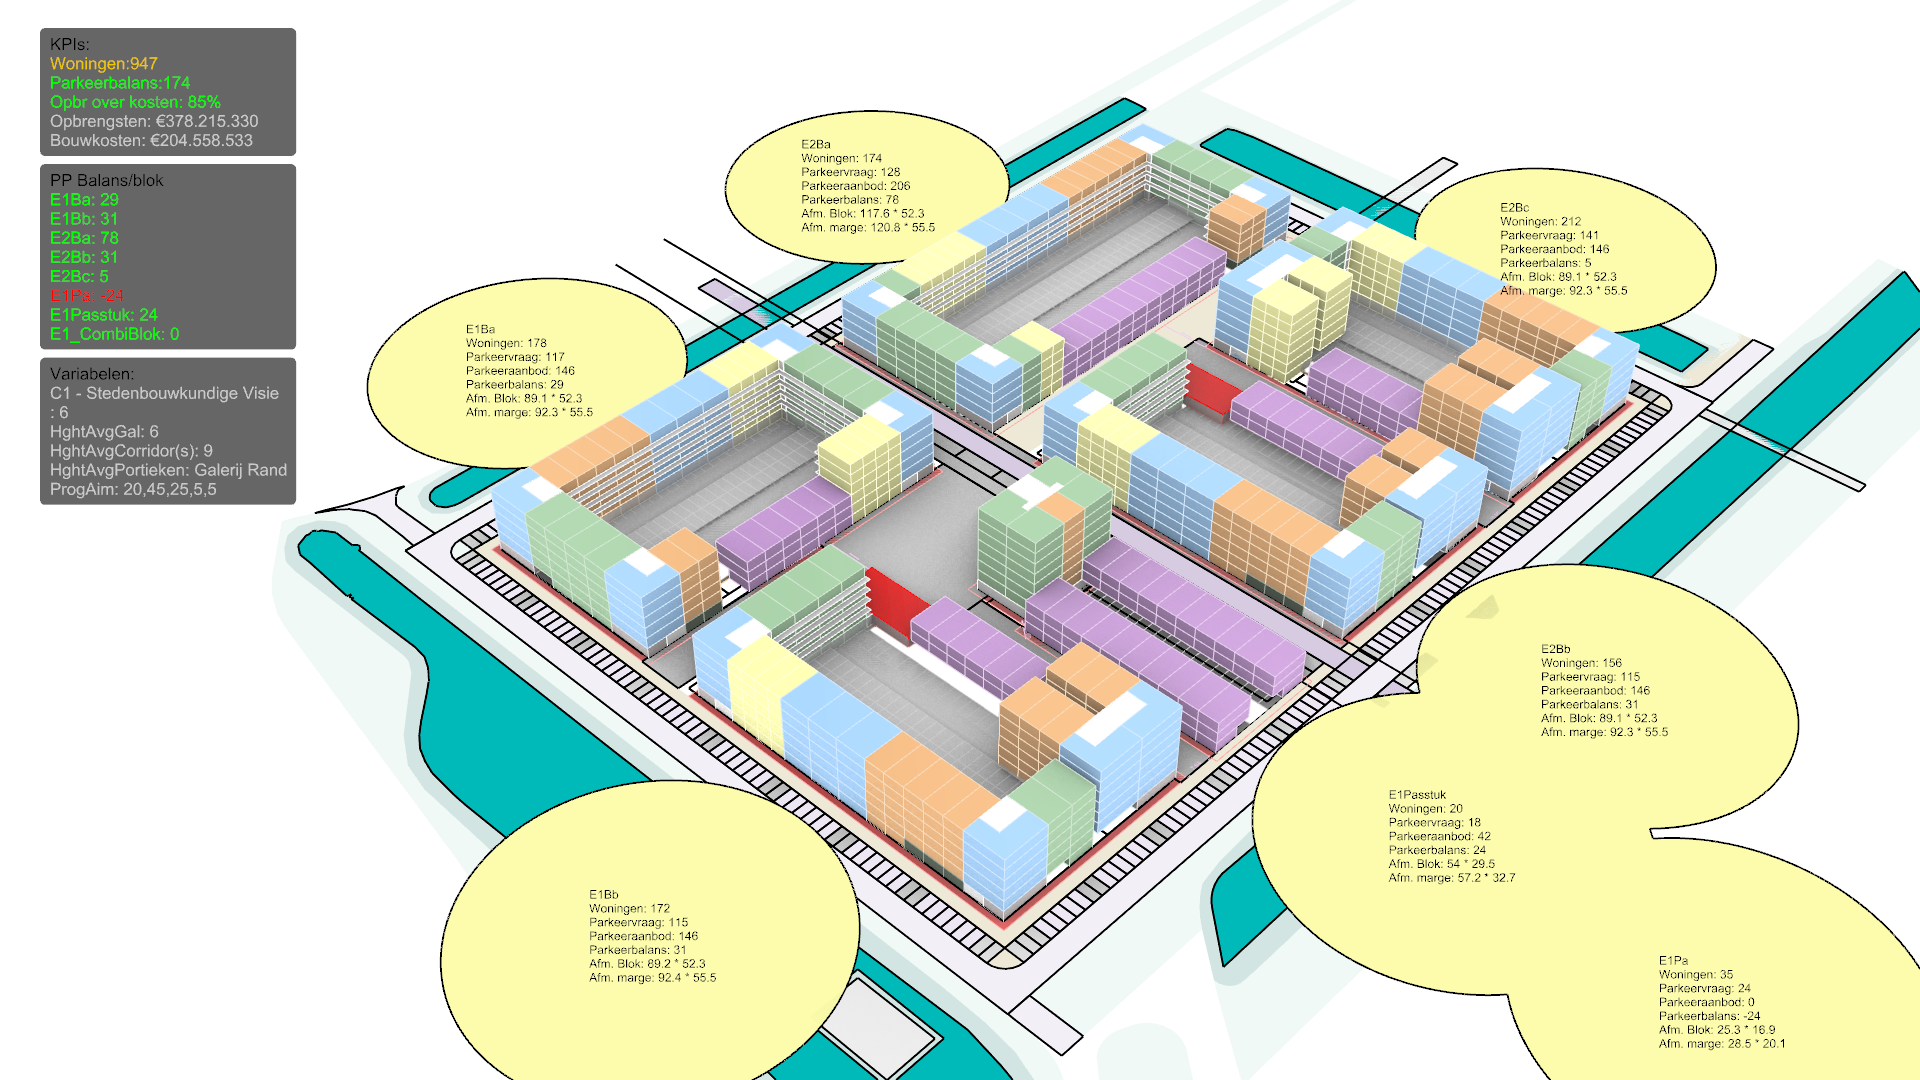 KPIs:
Woningen:947
Parkeerbalans:174
Opbr over kosten: 85%
Opbrengsten: €378.215.330
Bouwkosten: €204.558.533
PP Balans/blok
E1Ba: 29
E1Bb: 31
E2Ba: 78
E2Bb: 31
E2Bc: 5
E1Pa: -24
E1Passtuk: 24
E1_CombiBlok: 0
Variabelen:
C1 - Stedenbouwkundige Visie
: 6
HghtAvgGal: 6
HghtAvgCorridor(s): 9
HghtAvgPortieken: Galerij Rand
ProgAim: 20,45,25,5,5
E2Ba
Woningen: 174
Parkeervraag: 128
Parkeeraanbod: 206
Parkeerbalans: 78
Afm. Blok: 117.6 * 52.3
Afm. marge: 120.8 * 55.5
E2Bc
Woningen: 212
Parkeervraag: 141
Parkeeraanbod: 146
Parkeerbalans: 5
Afm. Blok: 89.1 * 52.3
Afm. marge: 92.3 * 55.5
E1Ba
Woningen: 178
Parkeervraag: 117
Parkeeraanbod: 146
Parkeerbalans: 29
Afm. Blok: 89.1 * 52.3
Afm. marge: 92.3 * 55.5
E2Bb
Woningen: 156
Parkeervraag: 115
Parkeeraanbod: 146
Parkeerbalans: 31
Afm. Blok: 89.1 * 52.3
Afm. marge: 92.3 * 55.5
E1Passtuk
Woningen: 20
Parkeervraag: 18
Parkeeraanbod: 42
Parkeerbalans: 24
Afm. Blok: 54 * 29.5
Afm. marge: 57.2 * 32.7
E1Bb
Woningen: 172
Parkeervraag: 115
Parkeeraanbod: 146
Parkeerbalans: 31
Afm. Blok: 89.2 * 52.3
Afm. marge: 92.4 * 55.5
E1Pa
Woningen: 35
Parkeervraag: 24
Parkeeraanbod: 0
Parkeerbalans: -24
Afm. Blok: 25.3 * 16.9
Afm. marge: 28.5 * 20.1